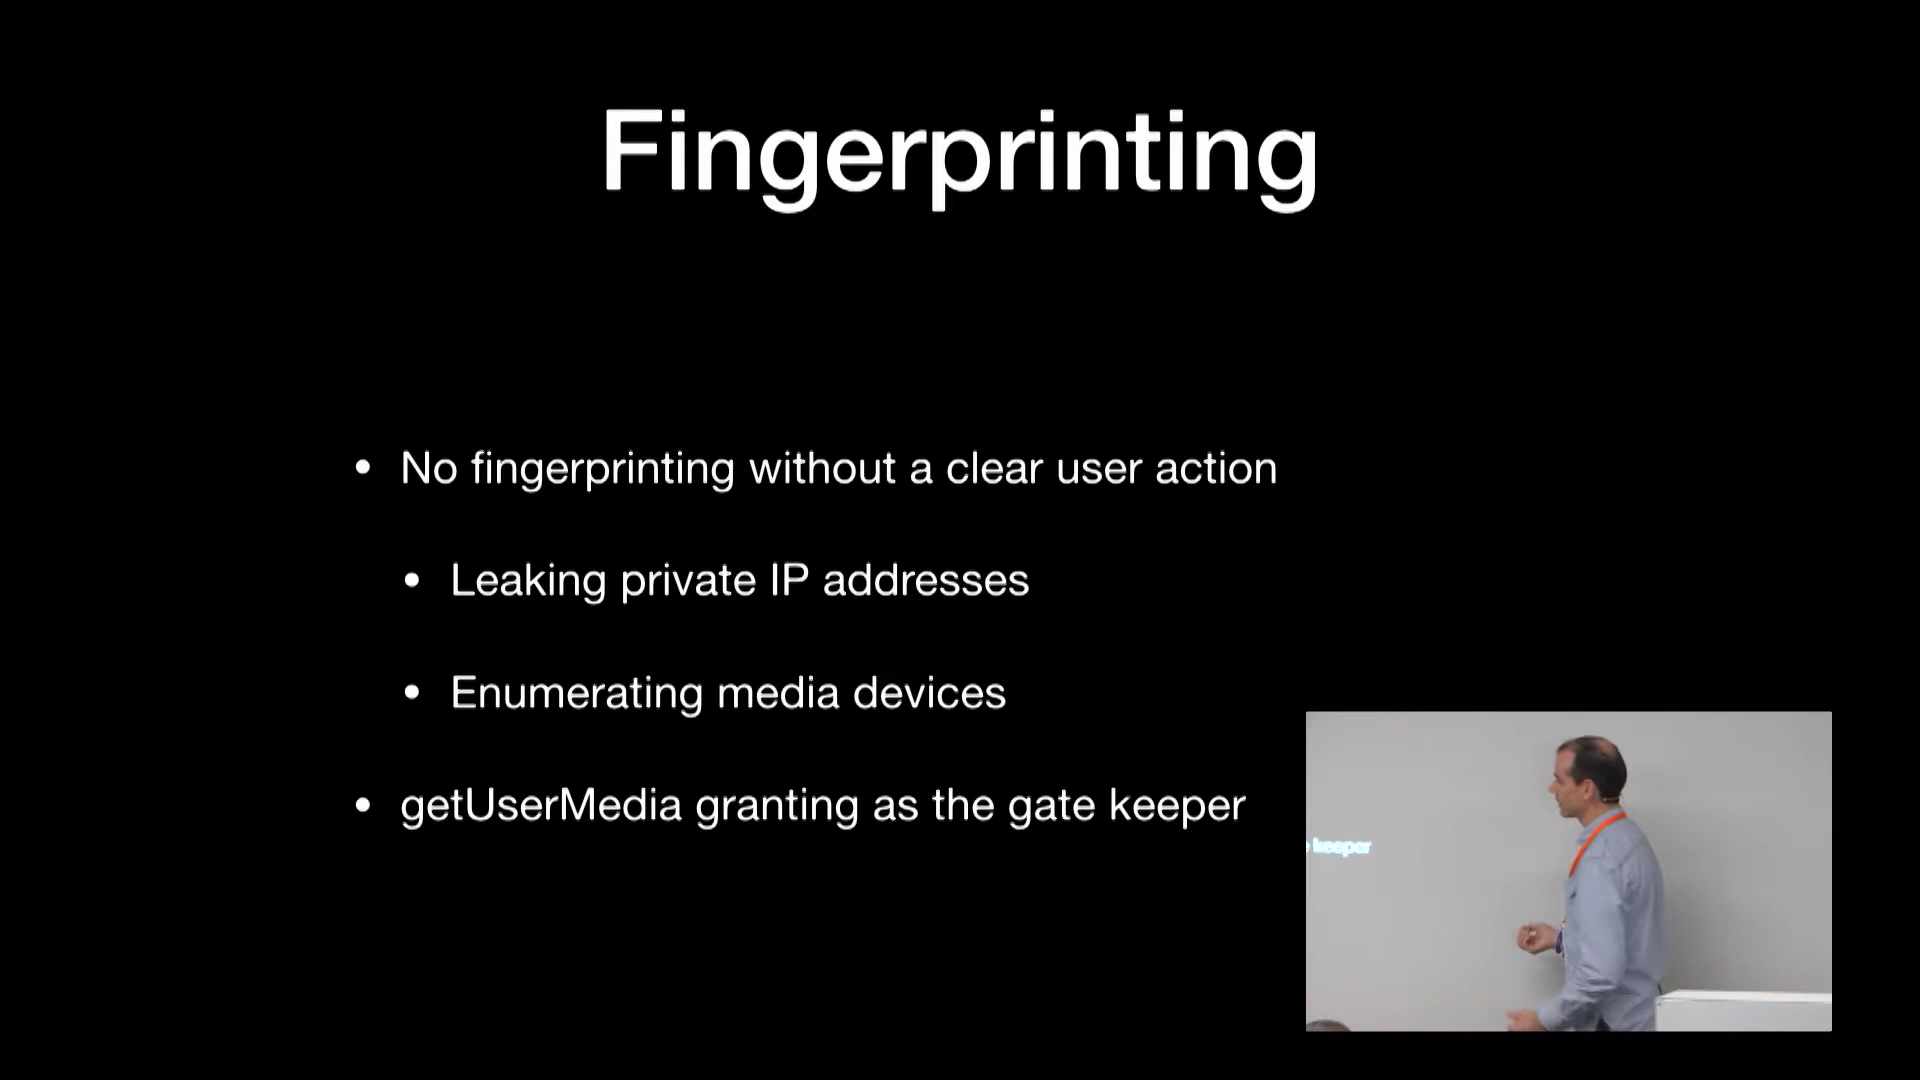 Fingerprinting
• No fingerprinting without a clear user action
• Leaking private IP addresses
• Enumerating media devices
• getUserMedia granting as the gate keeper
keeper